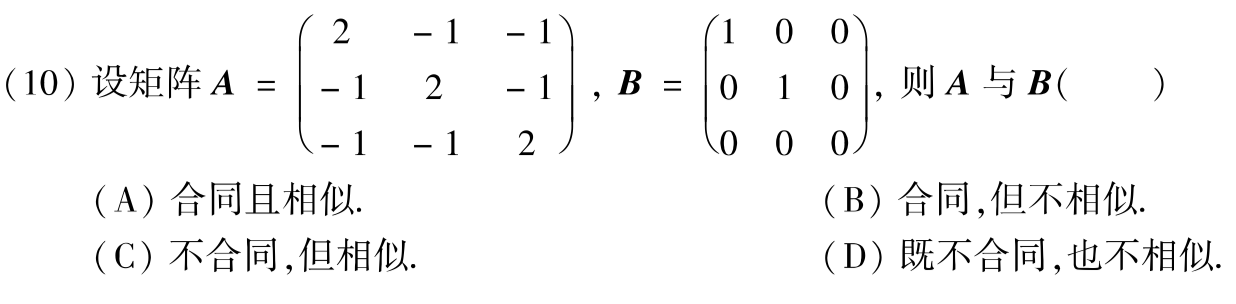 (10) 设矩阵 A = ( 2 -1 -1 ; -1 2 -1 ; -1 -1 2 ) , B = ( 1 0 0 ; 0 1 0 ; 0 0 0 ), 则 A 与 B( )
(A) 合同且相似. (B) 合同,但不相似.
(C) 不合同,但相似. (D) 既不合同,也不相似.